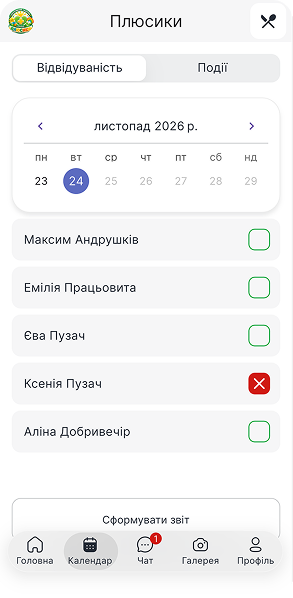 Плюсики
Відвідуваність Події
листопад 2026 р.
пн вт ср чт пт сб нд
23 24 25 26 27 28 29
Максим Андрушків
Емілія Працьовита
Єва Пузач
Ксенія Пузач
Аліна Добривечір
Сформувати звіт
1
Головна Календар Чат Галерея Профіль